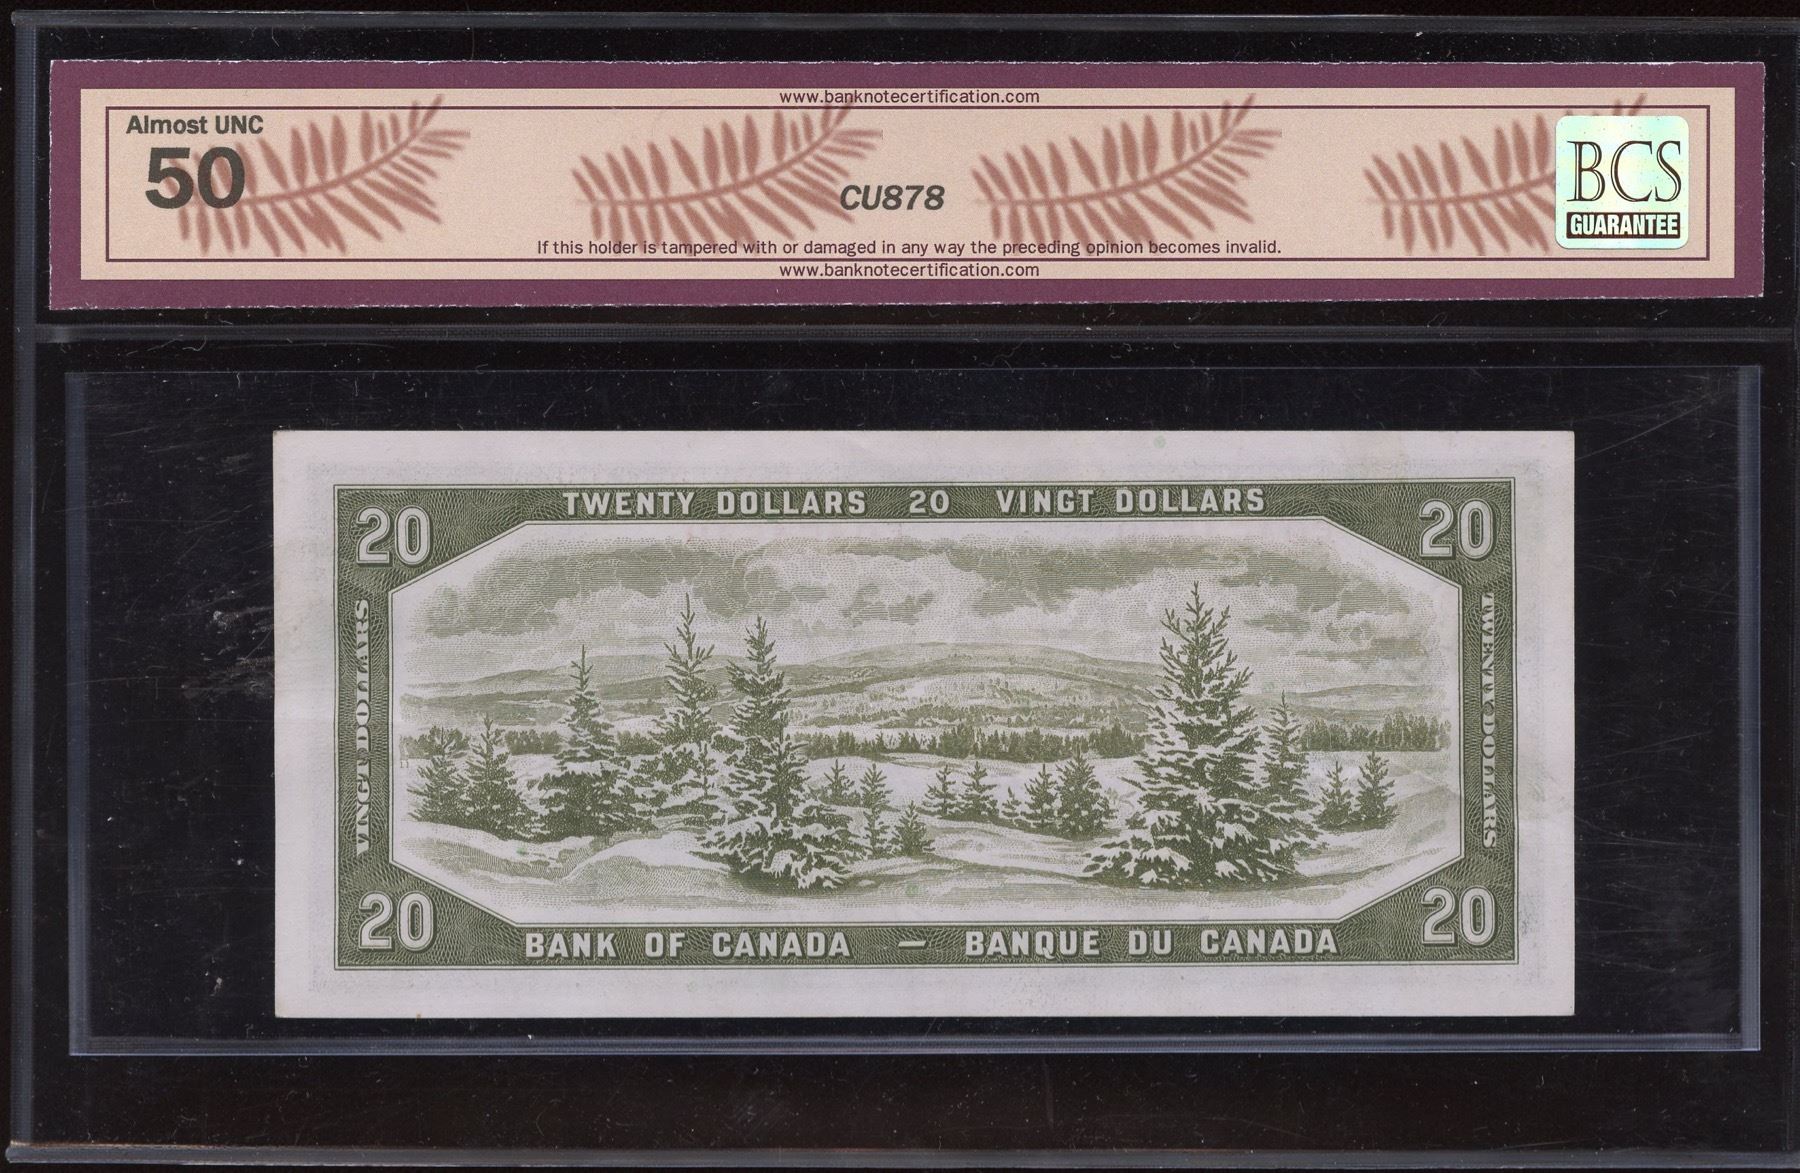 www.banknotecertification.com
Almost UNC
50
CU878
BCS
GUARANTEE
If this holder is tampered with or damaged in any way the preceding opinion becomes invalid.
www.banknotecertification.com
TWENTY DOLLARS 20 VINGT DOLLARS
20
20
VINGT DOLLARS
TWENTY DOLLARS
20
20
BANK OF CANADA — BANQUE DU CANADA